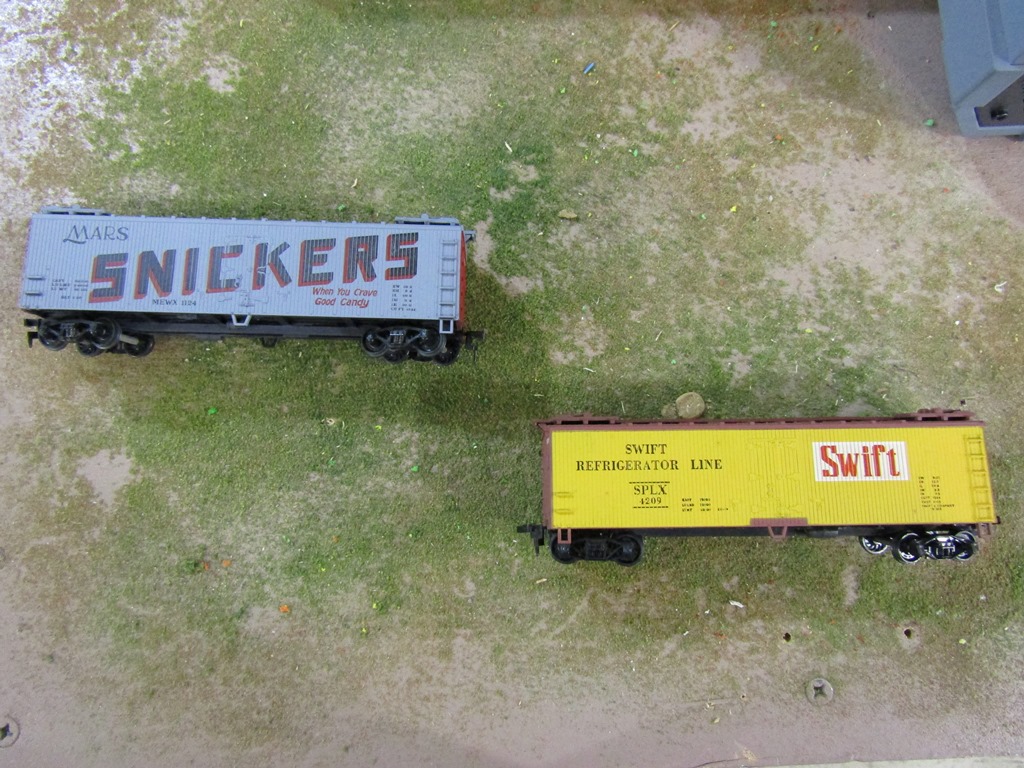 MARS
SNICKERS
When You Crave
Good Candy
MEWX 1124
SWIFT
REFRIGERATOR LINE
SPLX
4209
Swift